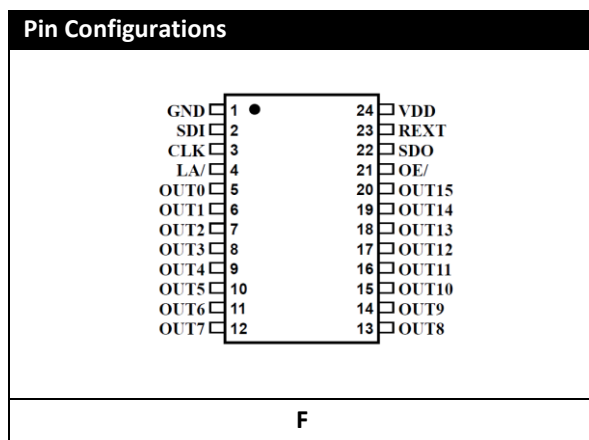 Pin Configurations
GND 1 24 VDD
SDI 2 23 REXT
CLK 3 22 SDO
LA/ 4 21 OE/
OUT0 5 20 OUT15
OUT1 6 19 OUT14
OUT2 7 18 OUT13
OUT3 8 17 OUT12
OUT4 9 16 OUT11
OUT5 10 15 OUT10
OUT6 11 14 OUT9
OUT7 12 13 OUT8
F